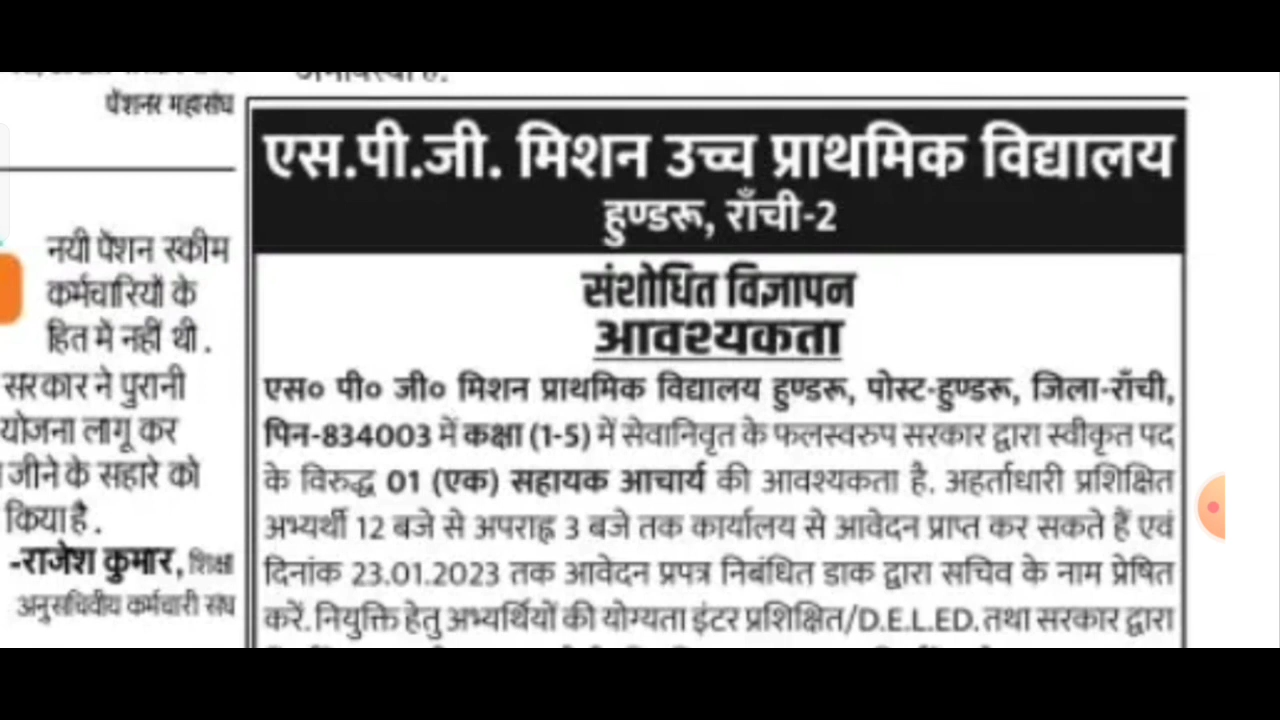 पेंशनर महासंघ
नयी पेंशन स्कीम
कर्मचारियों के
हित में नहीं थी.
सरकार ने पुरानी
योजना लागू कर
जीने के सहारे को
किया है.
-राजेश कुमार, शिक्षा
अनुसचिवीय कर्मचारी संघ
एस.पी.जी. मिशन उच्च प्राथमिक विद्यालय
हुण्डरू, राँची-2
संशोधित विज्ञापन
आवश्यकता
एस० पी० जी० मिशन प्राथमिक विद्यालय हुण्डरू, पोस्ट-हुण्डरू, जिला-राँची,
पिन-834003 में कक्षा (1-5) में सेवानिवृत के फलस्वरुप सरकार द्वारा स्वीकृत पद
के विरुद्ध 01 (एक) सहायक आचार्य की आवश्यकता है. अहर्ताधारी प्रशिक्षित
अभ्यर्थी 12 बजे से अपराह्न 3 बजे तक कार्यालय से आवेदन प्राप्त कर सकते हैं एवं
दिनांक 23.01.2023 तक आवेदन प्रपत्र निबंधित डाक द्वारा सचिव के नाम प्रेषित
करें. नियुक्ति हेतु अभ्यर्थियों की योग्यता इंटर प्रशिक्षित/D.E.L.ED. तथा सरकार द्वारा